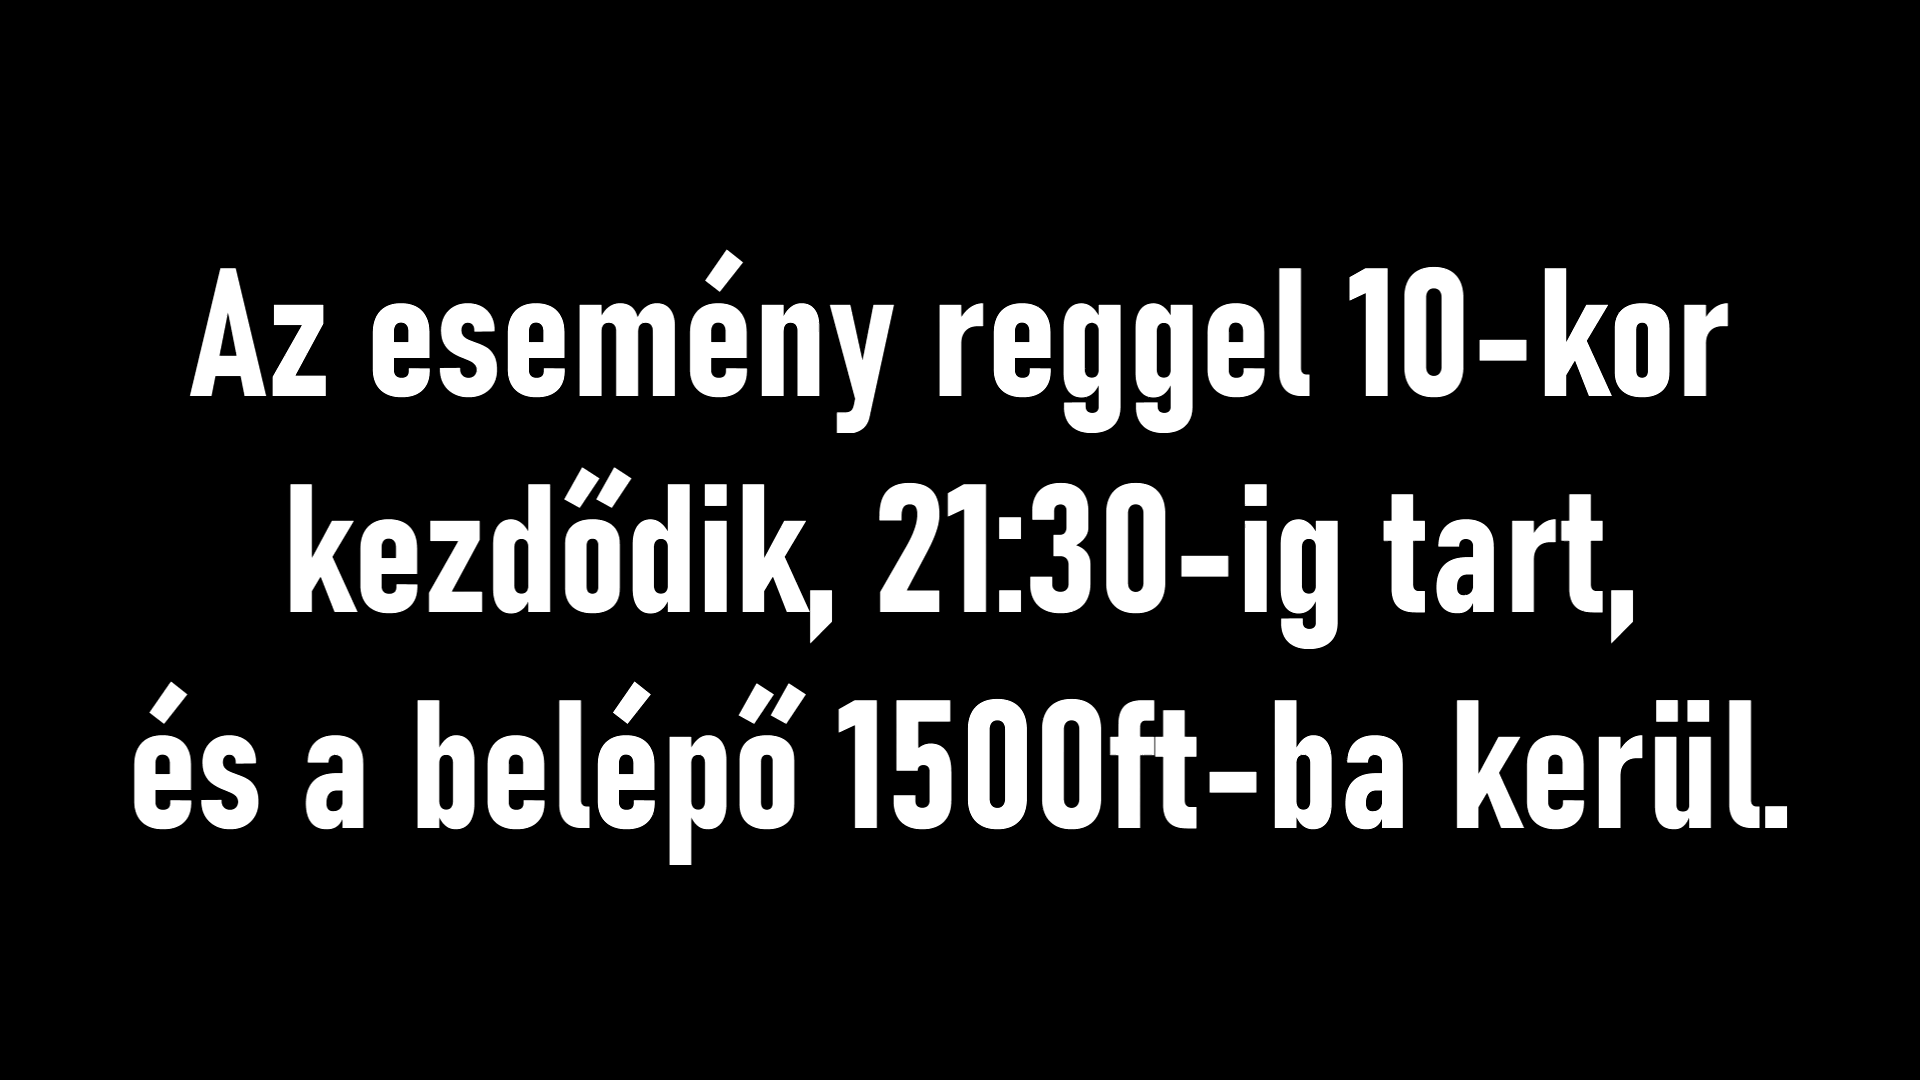 Az esemény reggel 10-kor
kezdődik, 21:30-ig tart,
és a belépő 1500ft-ba kerül.